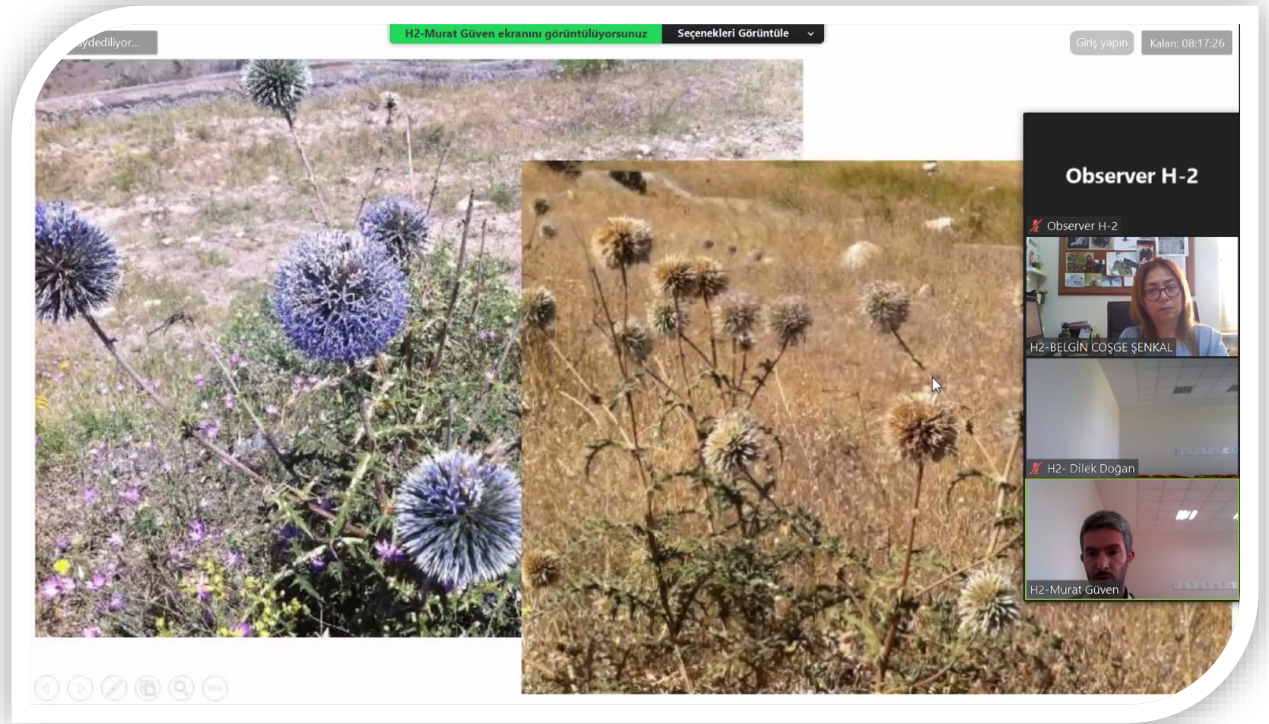 ydediliyor...
H2-Murat Güven ekranını görüntülüyorsunuz
Seçenekleri Görüntüle
Giriş yapın
Kalan: 08:17:26
Observer H-2
Observer H-2
H2-BELGİN COŞGE ŞENKAL
H2- Dilek Doğan
H2-Murat Güven